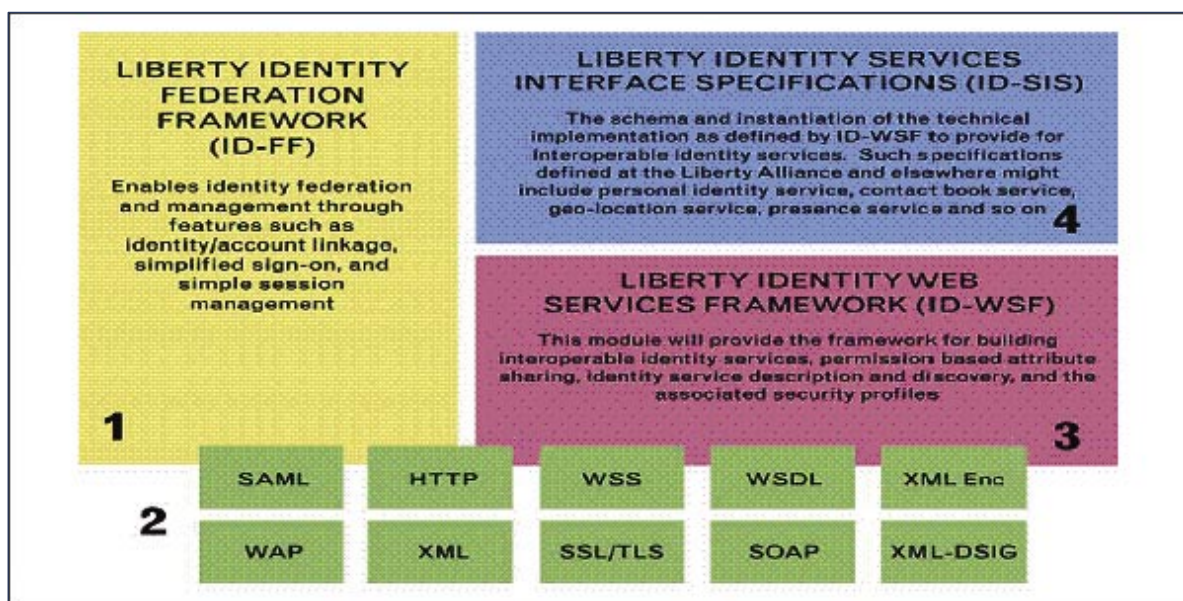 LIBERTY IDENTITY
FEDERATION
FRAMEWORK
(ID-FF)
Enables identity federation
and management through
features such as
identity/account linkage,
simplified sign-on, and
simple session
management
1
LIBERTY IDENTITY SERVICES
INTERFACE SPECIFICATIONS (ID-SIS)
The schema and instantiation of the technical
implementation as defined by ID-WSF to provide for
interoperable identity services. Such specifications
defined at the Liberty Alliance and elsewhere might
include personal identity service, contact book service,
geo-location service, presence service and so on
4
LIBERTY IDENTITY WEB
SERVICES FRAMEWORK (ID-WSF)
This module will provide the framework for building
interoperable identity services, permission based attribute
sharing, identity service description and discovery, and the
associated security profiles
3
2
SAML
HTTP
WSS
WSDL
XML Enc
WAP
XML
SSL/TLS
SOAP
XML-DSIG